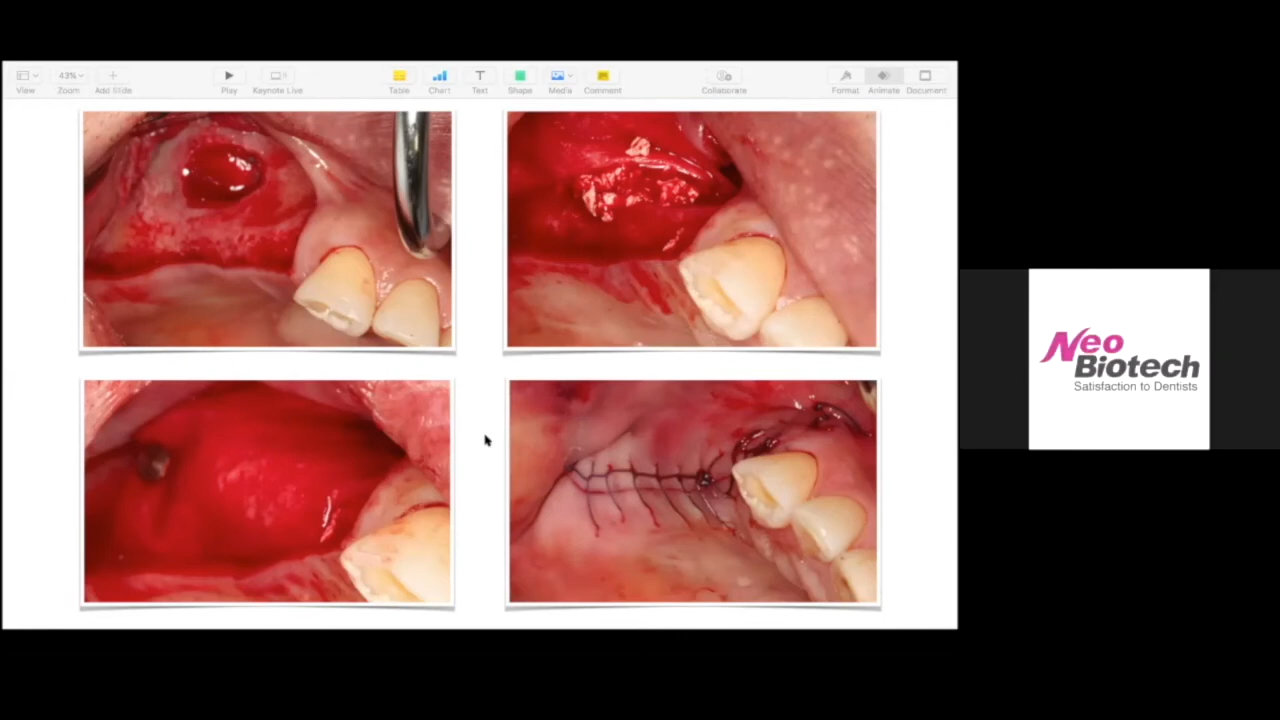 43%
View
Zoom
Add Slide
Play
Keynote Live
Table
Chart
Text
Shape
Media
Comment
Collaborate
Format
Animate
Document
Neo
Biotech
Satisfaction to Dentists